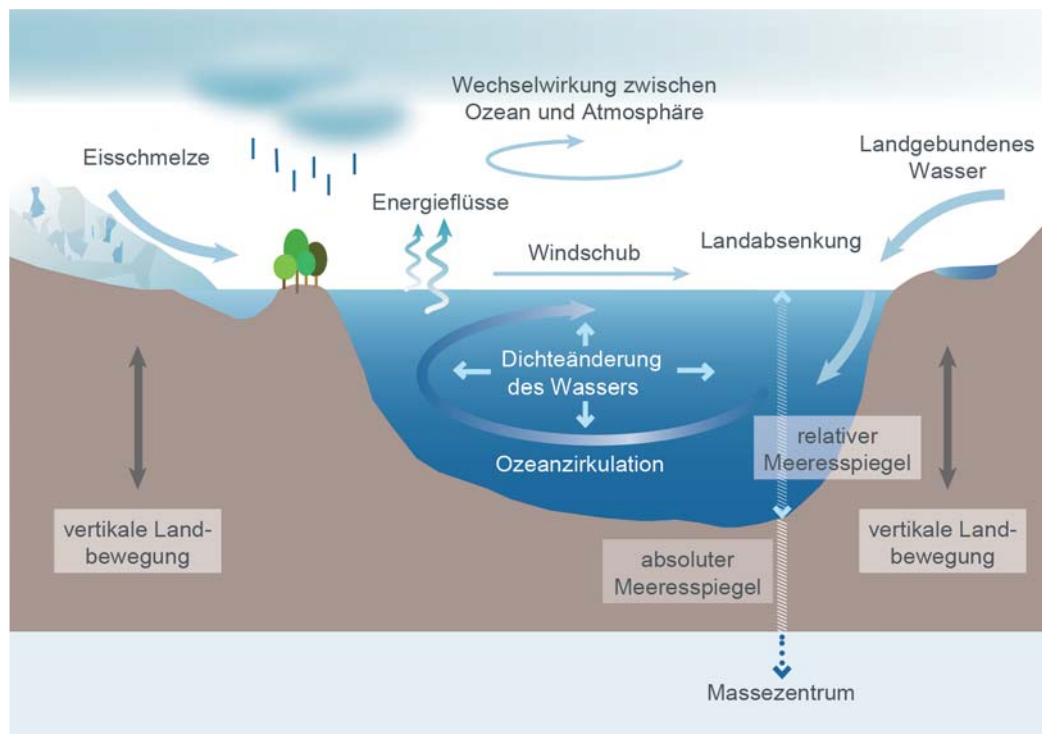 Wechselwirkung zwischen
Ozean und Atmosphäre
Eisschmelze
Landgebundenes
Wasser
Energieflüsse
Windschub
Landabsenkung
Dichteänderung
des Wassers
Ozeanzirkulation
relativer
Meeresspiegel
vertikale Land-
bewegung
absoluter
Meeresspiegel
vertikale Land-
bewegung
Massezentrum